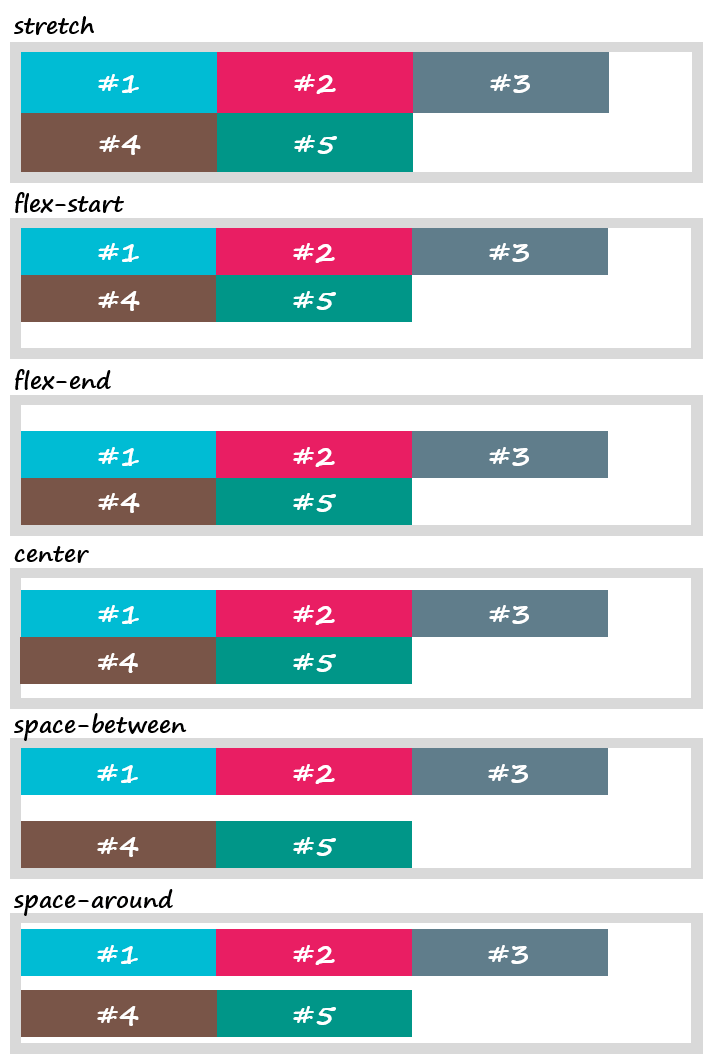 stretch
#1 #2 #3
#4 #5
flex-start
#1 #2 #3
#4 #5
flex-end
#1 #2 #3
#4 #5
center
#1 #2 #3
#4 #5
space-between
#1 #2 #3
#4 #5
space-around
#1 #2 #3
#4 #5